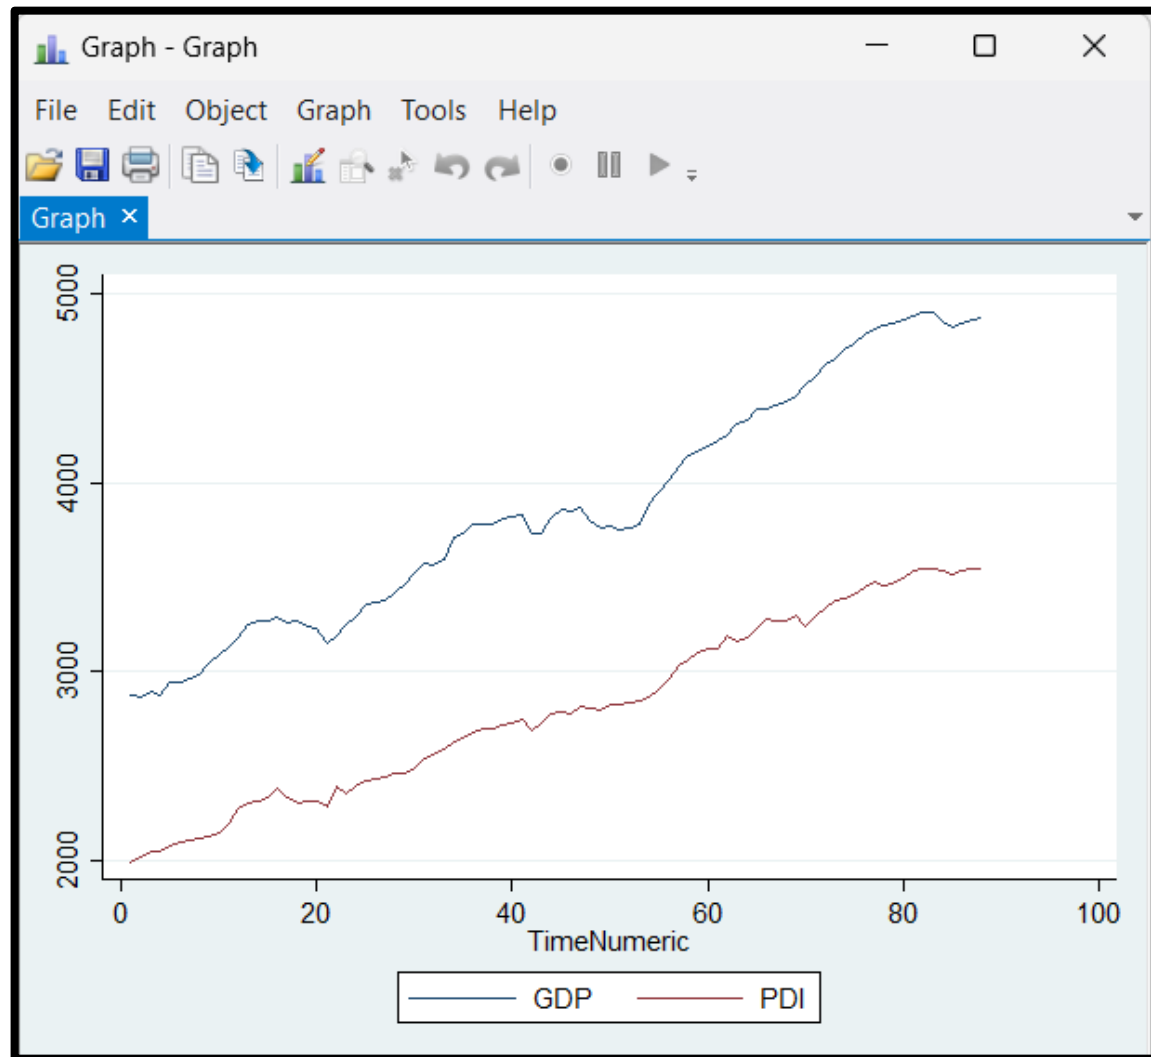 Graph - Graph
File Edit Object Graph Tools Help
Graph
5000
4000
3000
2000
0 20 40 60 80 100
TimeNumeric
GDP PDI